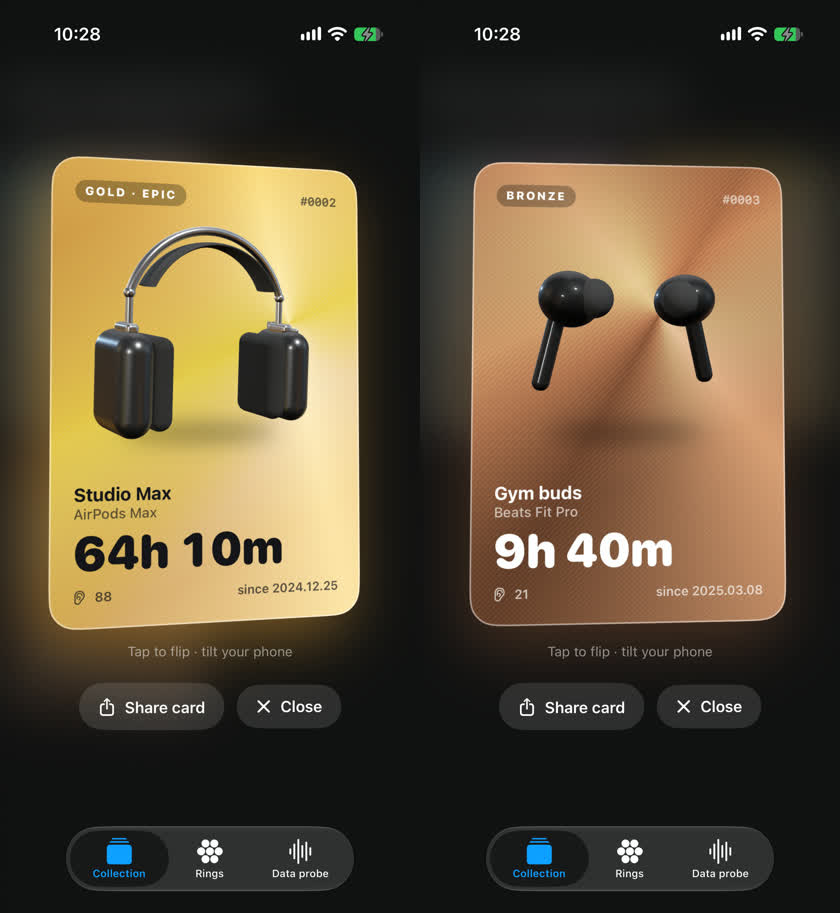 10:28
GOLD · EPIC
#0002
Studio Max
AirPods Max
64h 10m
88
since 2024.12.25
Tap to flip · tilt your phone
Share card
Close
Collection
Rings
Data probe
10:28
BRONZE
#0003
Gym buds
Beats Fit Pro
9h 40m
21
since 2025.03.08
Tap to flip · tilt your phone
Share card
Close
Collection
Rings
Data probe